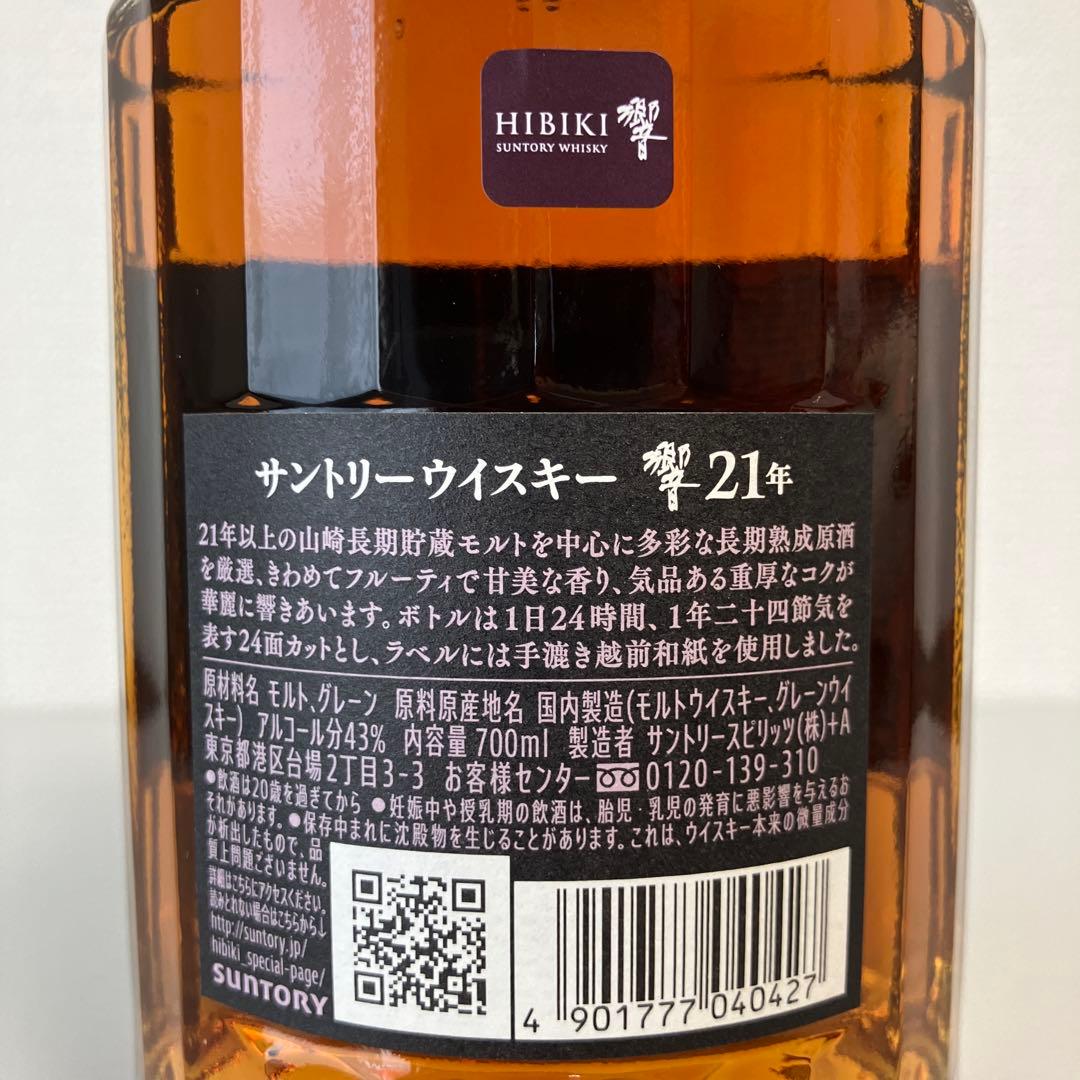 HIBIKI 響
SUNTORY WHISKY
サントリーウイスキー 響 21年
21年以上の山崎長期貯蔵モルトを中心に多彩な長期熟成原酒
を厳選、きわめてフルーティで甘美な香り、気品ある重厚なコクが
華麗に響きあいます。ボトルは1日24時間、1年二十四節気を
表す24面カットとし、ラベルには手漉き越前和紙を使用しました。
原材料名 モルト、グレーン 原料原産地名 国内製造(モルトウイスキー、グレーンウイ
スキー) アルコール分43% 内容量700ml 製造者 サントリースピリッツ(株)+A
東京都港区台場2丁目3-3 お客様センター 0120-139-310
●飲酒は20歳を過ぎてから ●妊娠中や授乳期の飲酒は、胎児・乳児の発育に悪影響を与えるお
それがあります。●保存中まれに沈殿物を生じることがあります。これは、ウイスキー本来の微量成分
が析出したもので、品
質上問題ございません。
詳細はこちらにアクセスください。
読みとれない場合はこちらから↓
http://suntory.jp/
hibiki_special-page/
SUNTORY
4 901777 040427